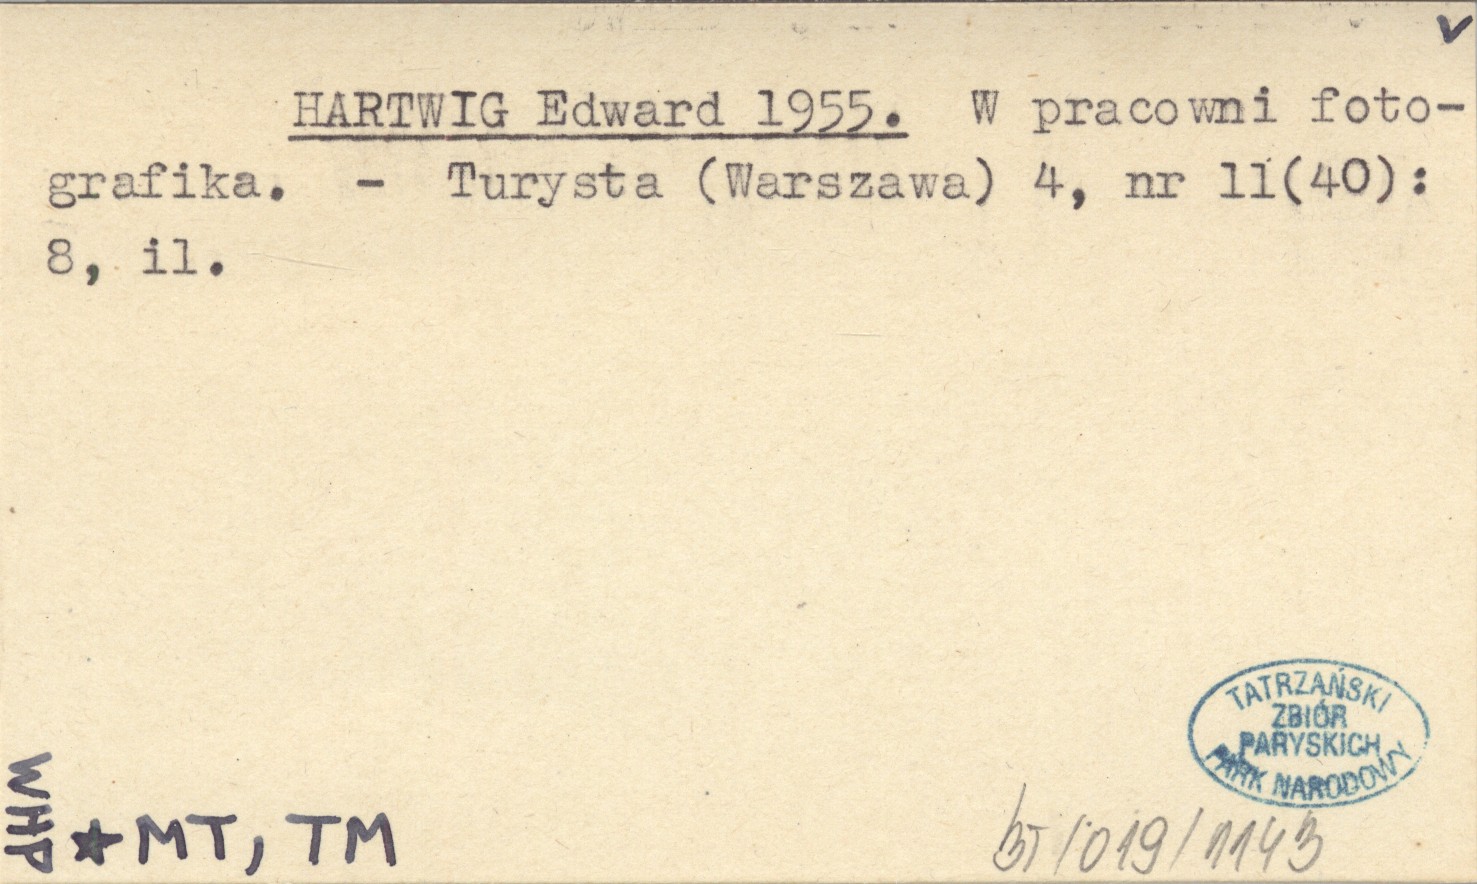 HARTWIG Edward 1955. W pracowni foto-
grafika. - Turysta (Warszawa) 4, nr 11(40):
8, il.
TATRZAŃSKI
ZBIÓR
PARYSKICH
PARK NARODOWY
WHP
★ MT, TM
BT/019/1143